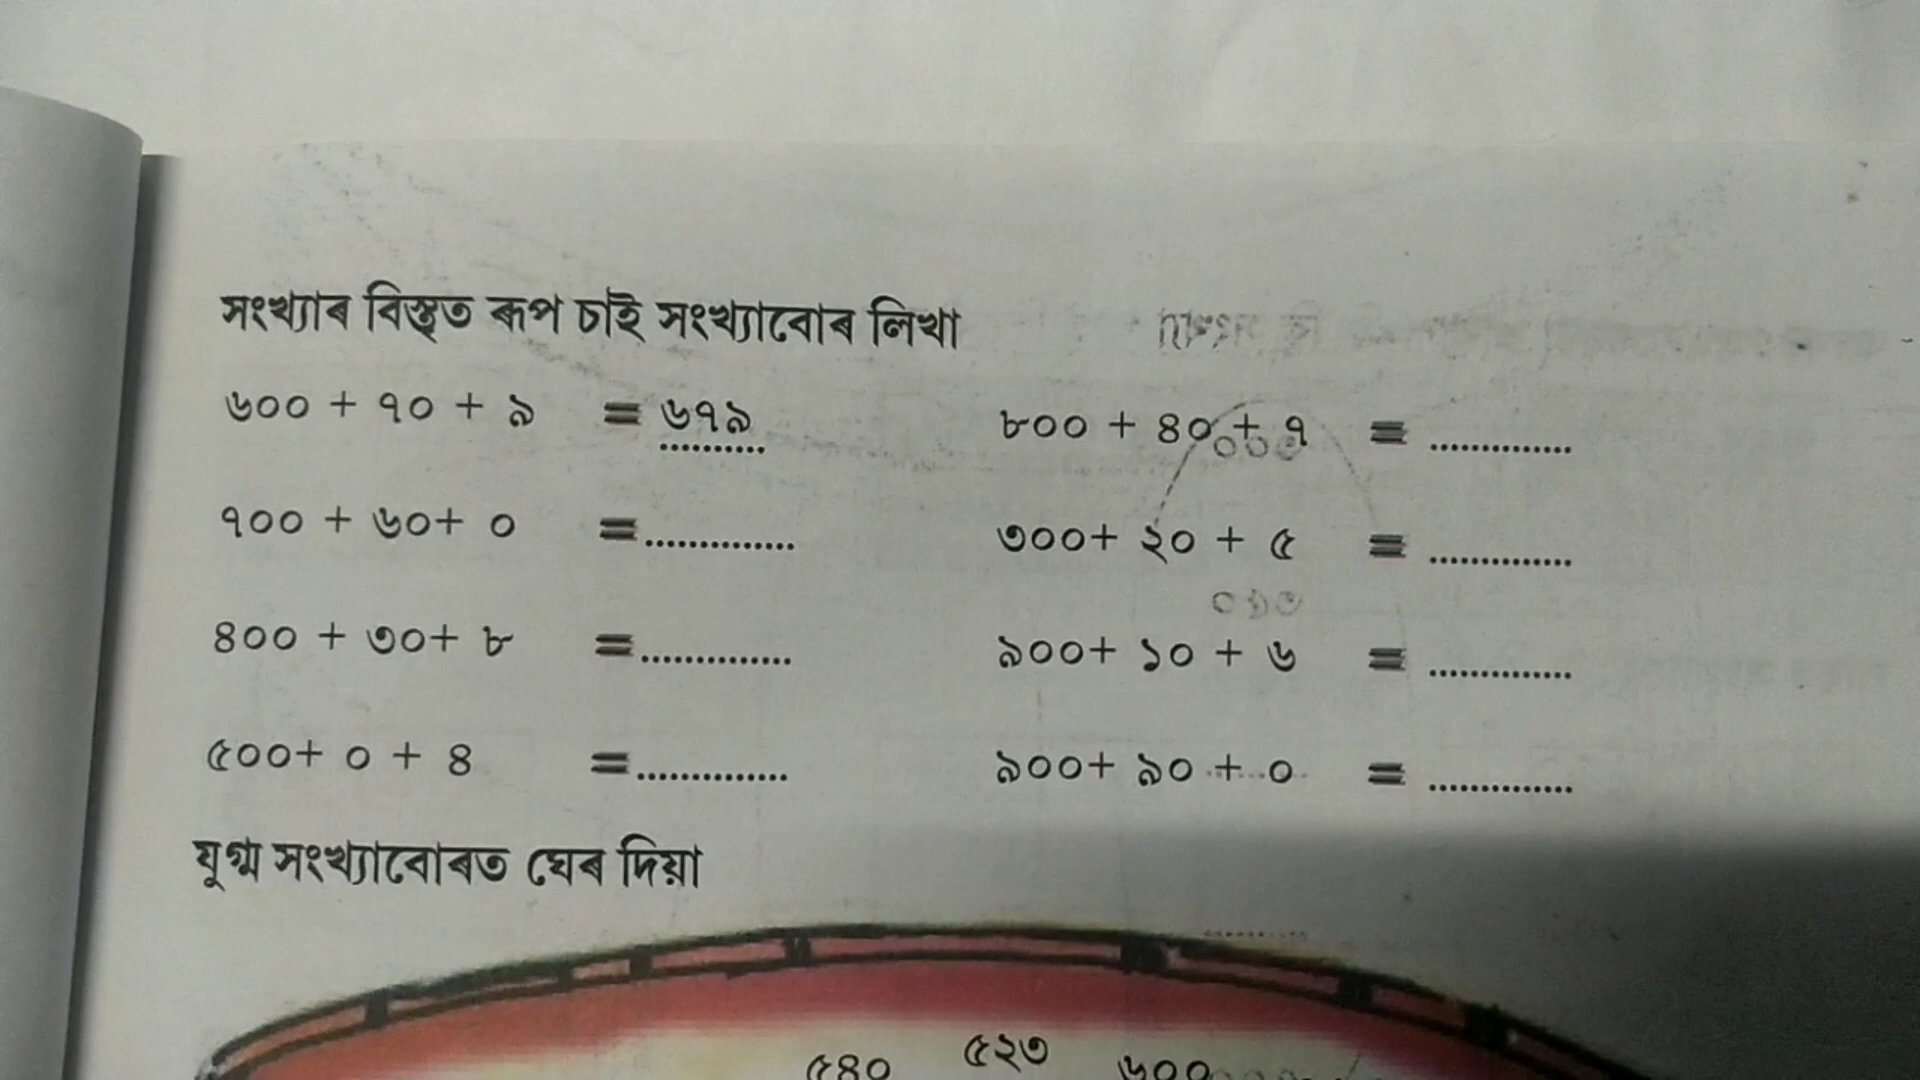 সংখ্যাৰ বিস্তৃত ৰূপ চাই সংখ্যাবোৰ লিখা
৬০০ + ৭০ + ৯ = ৬৭৯
৮০০ + ৪০ + ৭ = .............
৭০০ + ৬০+ ০ = ..............
৩০০+ ২০ + ৫ = .............
৪০০ + ৩০+ ৮ = ..............
৯০০+ ১০ + ৬ = .............
৫০০+ ০ + ৪ = ..............
৯০০+ ৯০ + ০ = .............
যুগ্ম সংখ্যাবোৰত ঘেৰ দিয়া
৫৪০ ৫২৩ ৬০০